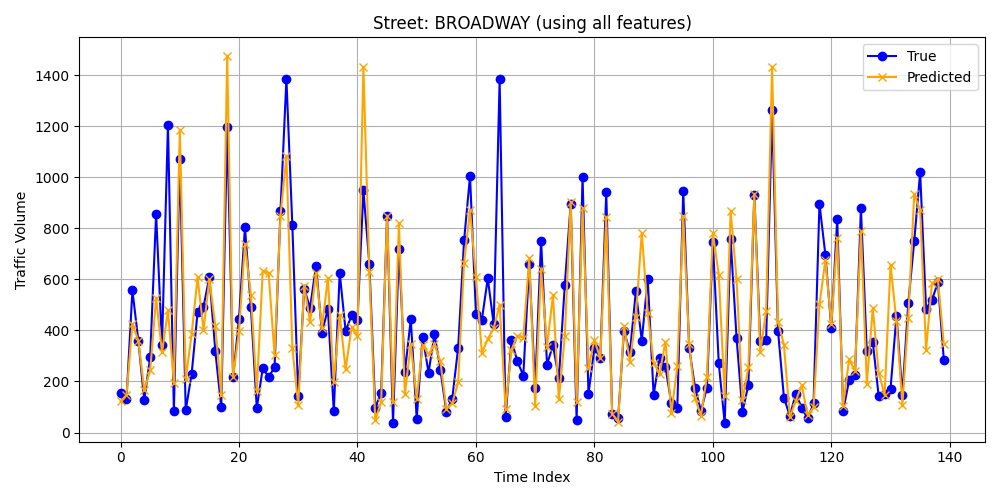 Street: BROADWAY (using all features)
True
Predicted
Traffic Volume
1400
1200
1000
800
600
400
200
0
0 20 40 60 80 100 120 140
Time Index